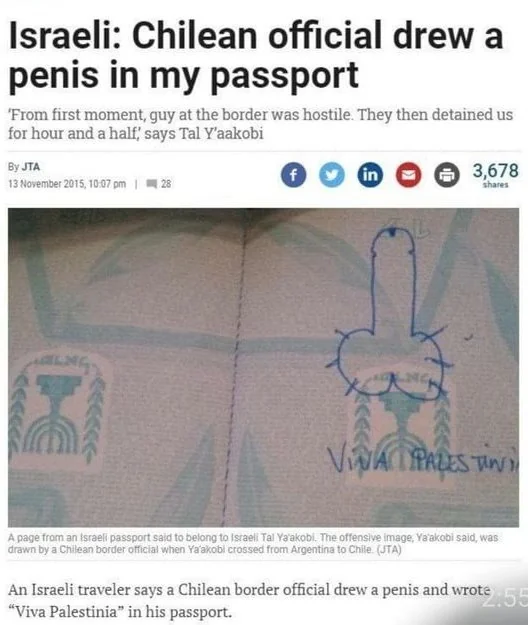 Israeli: Chilean official drew a
penis in my passport
'From first moment, guy at the border was hostile. They then detained us
for hour and a half,' says Tal Y'aakobi
By JTA
3,678
13 November 2015, 10:07 pm | 28
shares
VIVA PALESTINI
A page from an Israeli passport said to belong to Israeli Tal Ya'akobi. The offensive image, Ya'akobi said, was
drawn by a Chilean border official when Ya'akobi crossed from Argentina to Chile. (JTA)
An Israeli traveler says a Chilean border official drew a penis and wrote
"Viva Palestinia" in his passport.
2:55